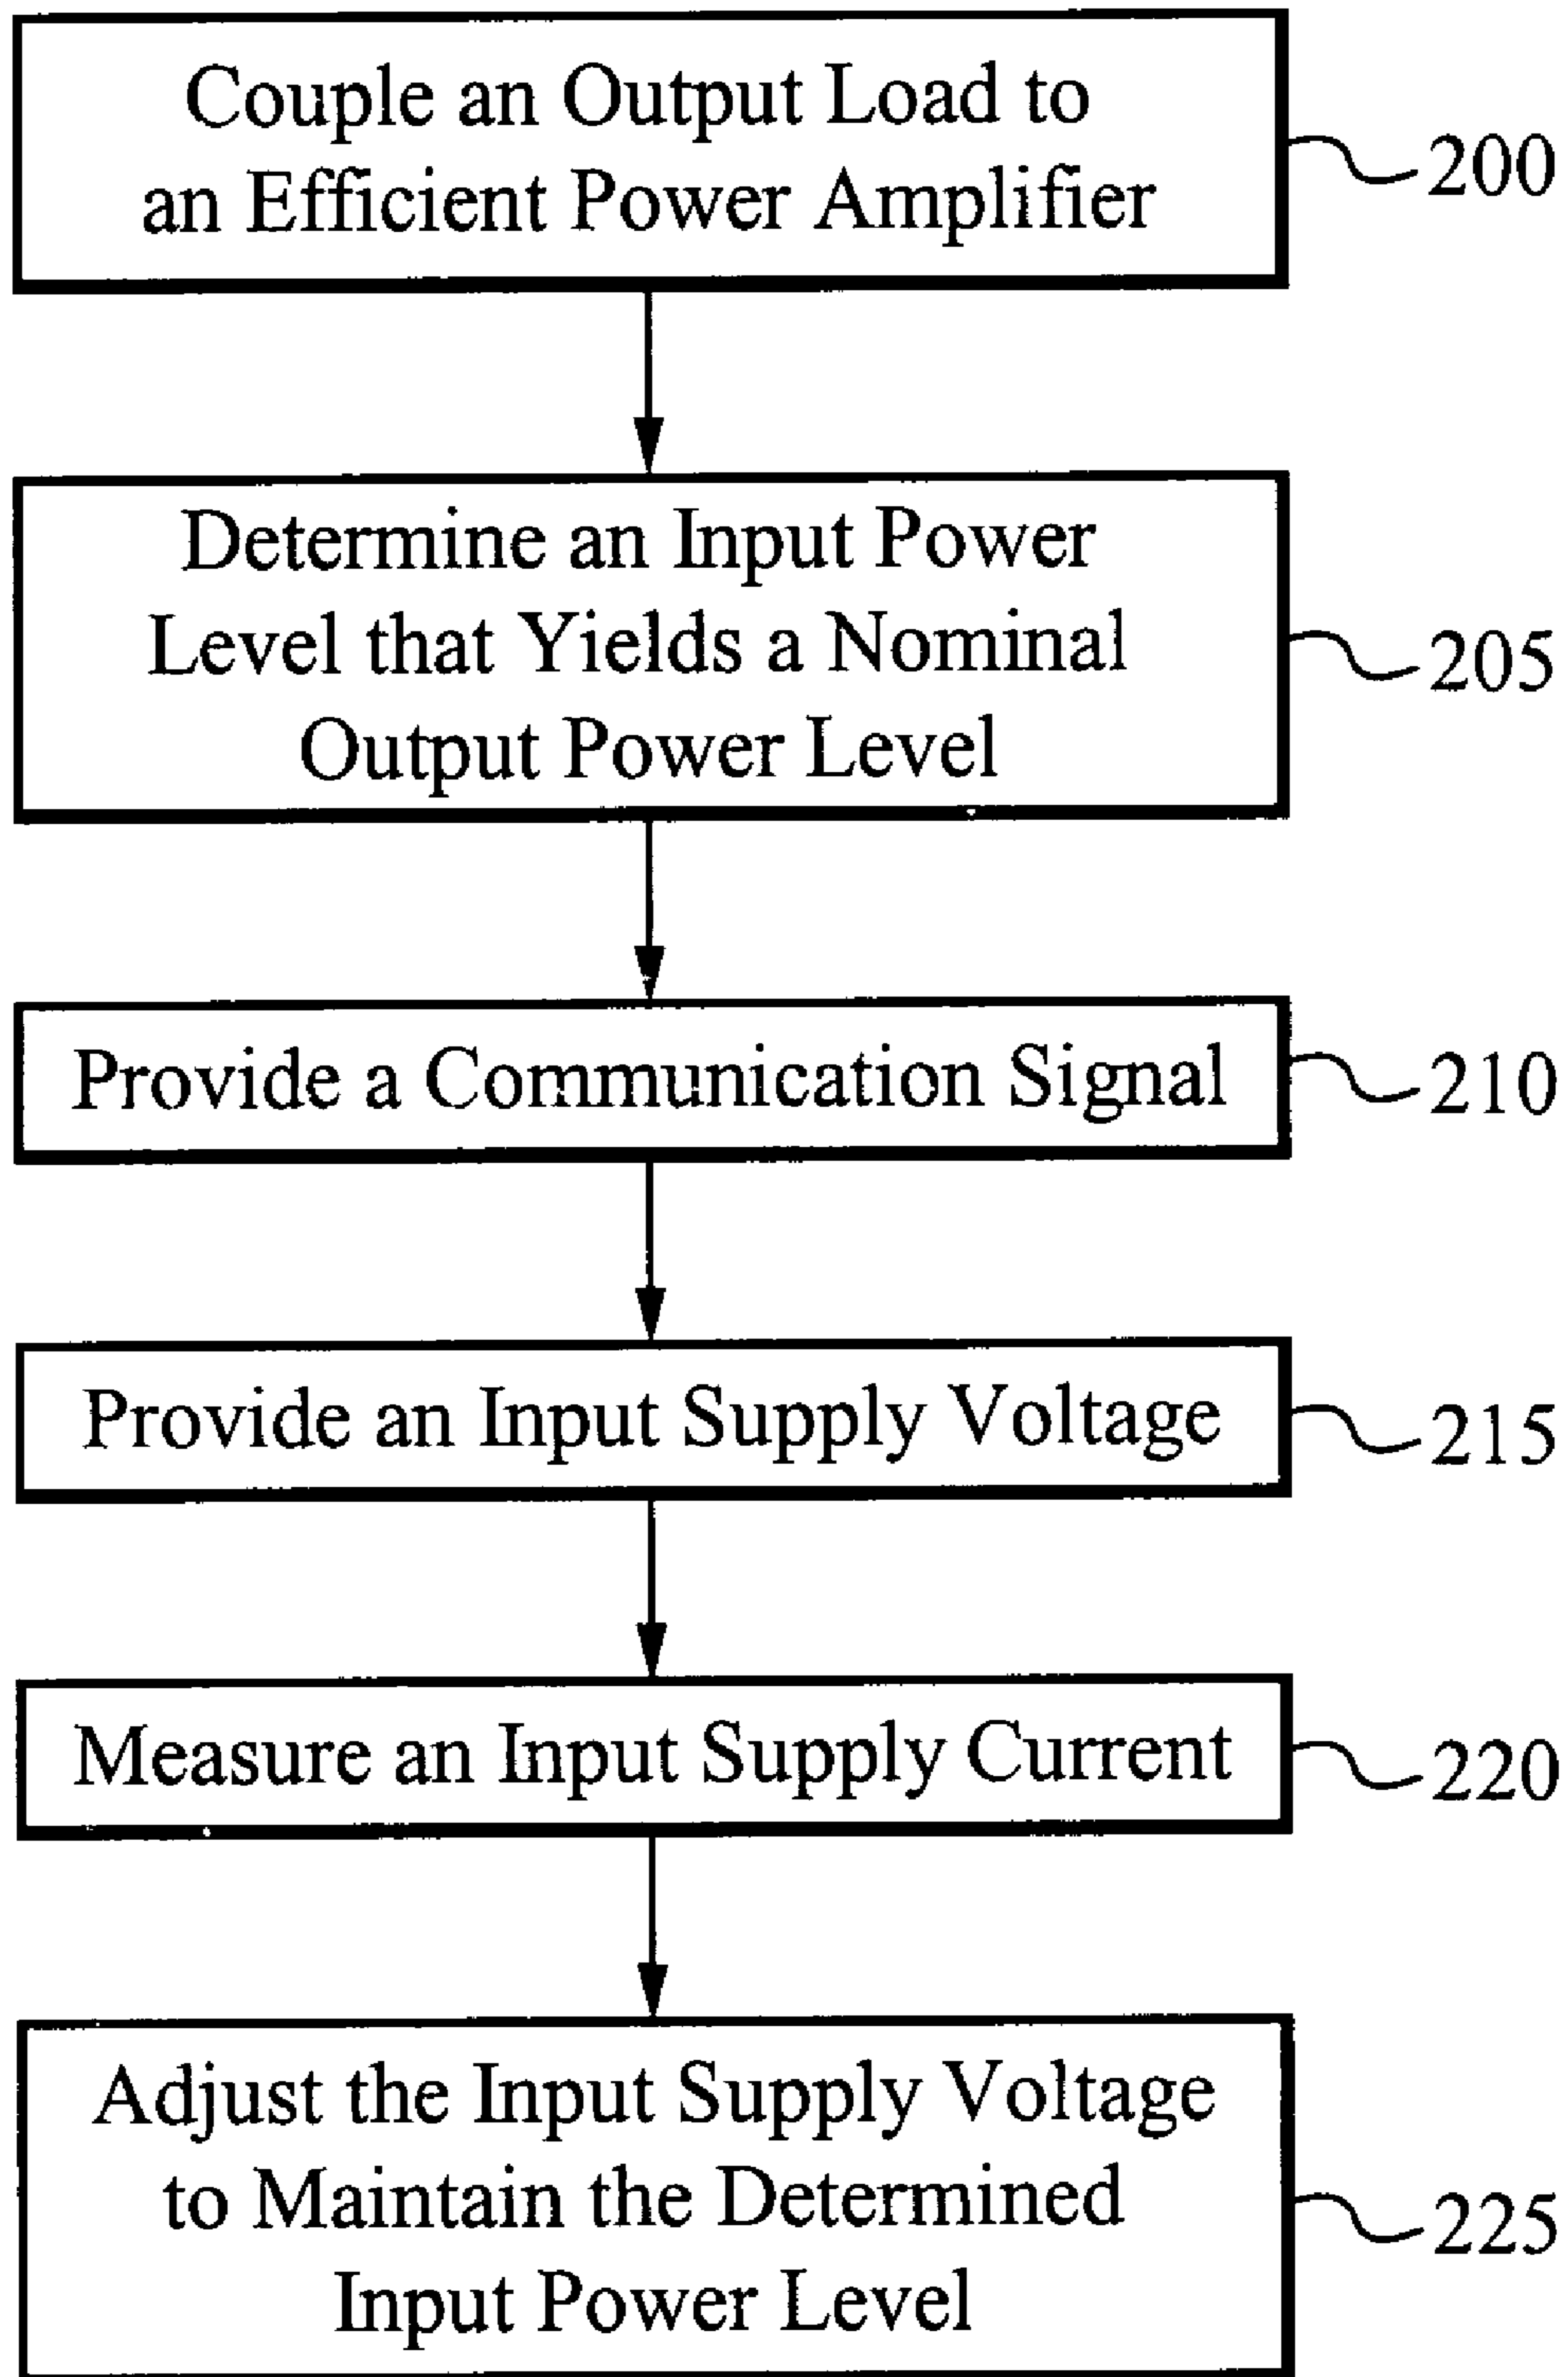 Couple an Output Load to
an Efficient Power Amplifier
200
Determine an Input Power
Level that Yields a Nominal
Output Power Level
205
Provide a Communication Signal
210
Provide an Input Supply Voltage
215
Measure an Input Supply Current
220
Adjust the Input Supply Voltage
to Maintain the Determined
Input Power Level
225